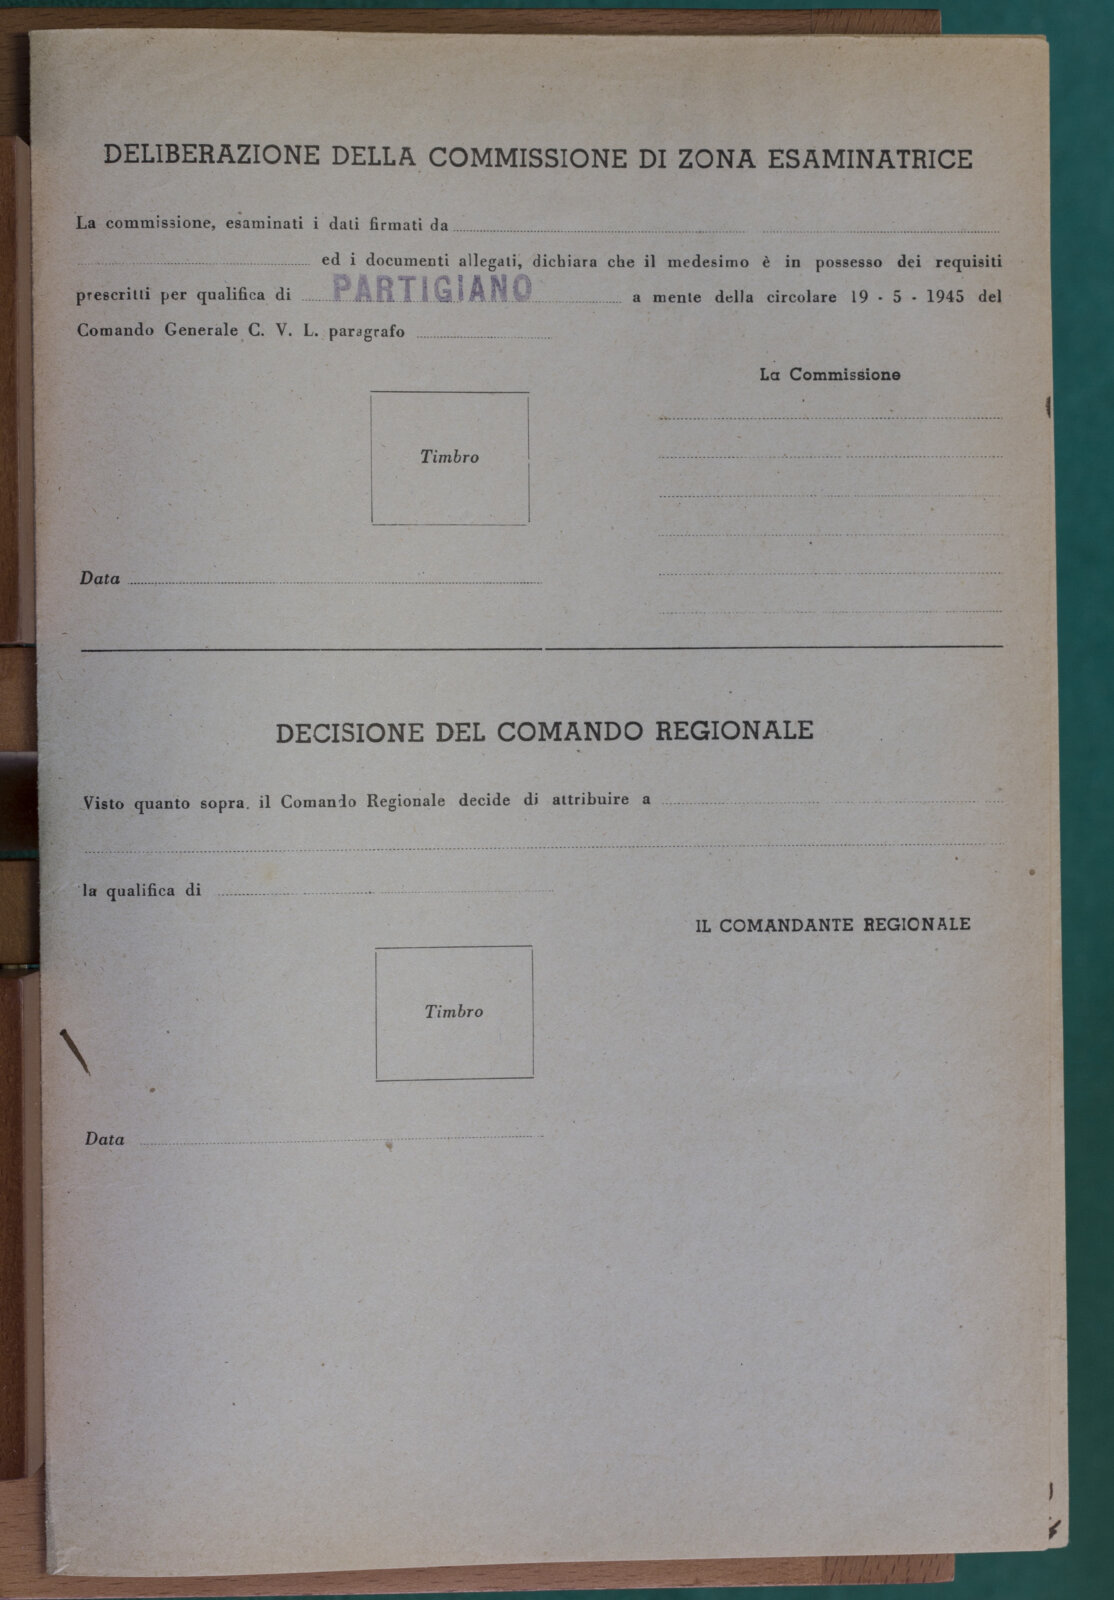 DELIBERAZIONE DELLA COMMISSIONE DI ZONA ESAMINATRICE
La commissione, esaminati i dati firmati da
ed i documenti allegati, dichiara che il medesimo è in possesso dei requisiti
prescritti per qualifica di PARTIGIANO a mente della circolare 19 - 5 - 1945 del
Comando Generale C. V. L. paragrafo
La Commissione
Timbro
Data
DECISIONE DEL COMANDO REGIONALE
Visto quanto sopra. il Comando Regionale decide di attribuire a
la qualifica di
IL COMANDANTE REGIONALE
Timbro
Data